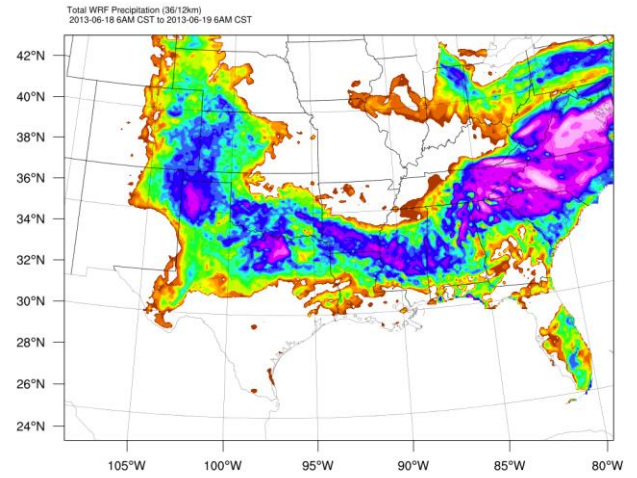 Total WRF Precipitation (36/12km)
2013-06-18 6AM CST to 2013-06-19 6AM CST
42°N
40°N
38°N
36°N
34°N
32°N
30°N
28°N
26°N
24°N
105°W 100°W 95°W 90°W 85°W 80°W